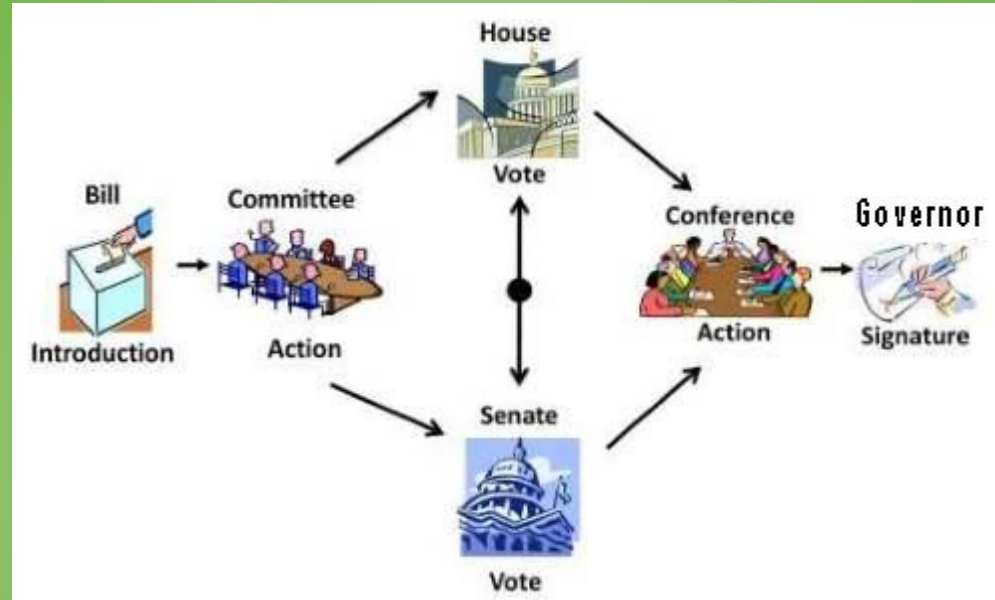 Bill
Introduction
Committee
Action
House
Vote
Senate
Vote
Conference
Action
Governor
Signature